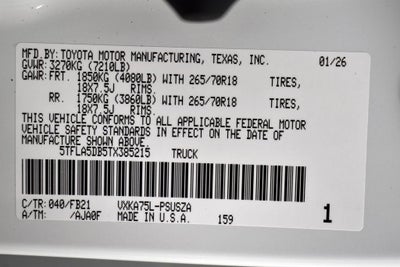 MFD.BY: TOYOTA MOTOR MANUFACTURING, TEXAS, INC. 01/26
GVWR: 3270KG (7210LB)
GAWR: FRT. 1850KG (4080LB) WITH 265/70R18 TIRES,
18X7.5J RIMS,
RR. 1750KG (3860LB) WITH 265/70R18 TIRES,
18X7.5J RIMS
THIS VEHICLE CONFORMS TO ALL APPLICABLE FEDERAL MOTOR
VEHICLE SAFETY STANDARDS IN EFFECT ON THE DATE OF
MANUFACTURE SHOWN ABOVE.
5TFLA5DB5TX385215 TRUCK
C/TR: 040/FB21 VXKA75L-PSUSZA
A/TM: /AJA0F MADE IN U.S.A. 159 1